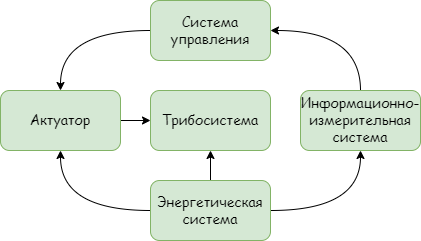 Система
управления
Актуатор
Трибосистема
Информационно-
измерительная
система
Энергетическая
система